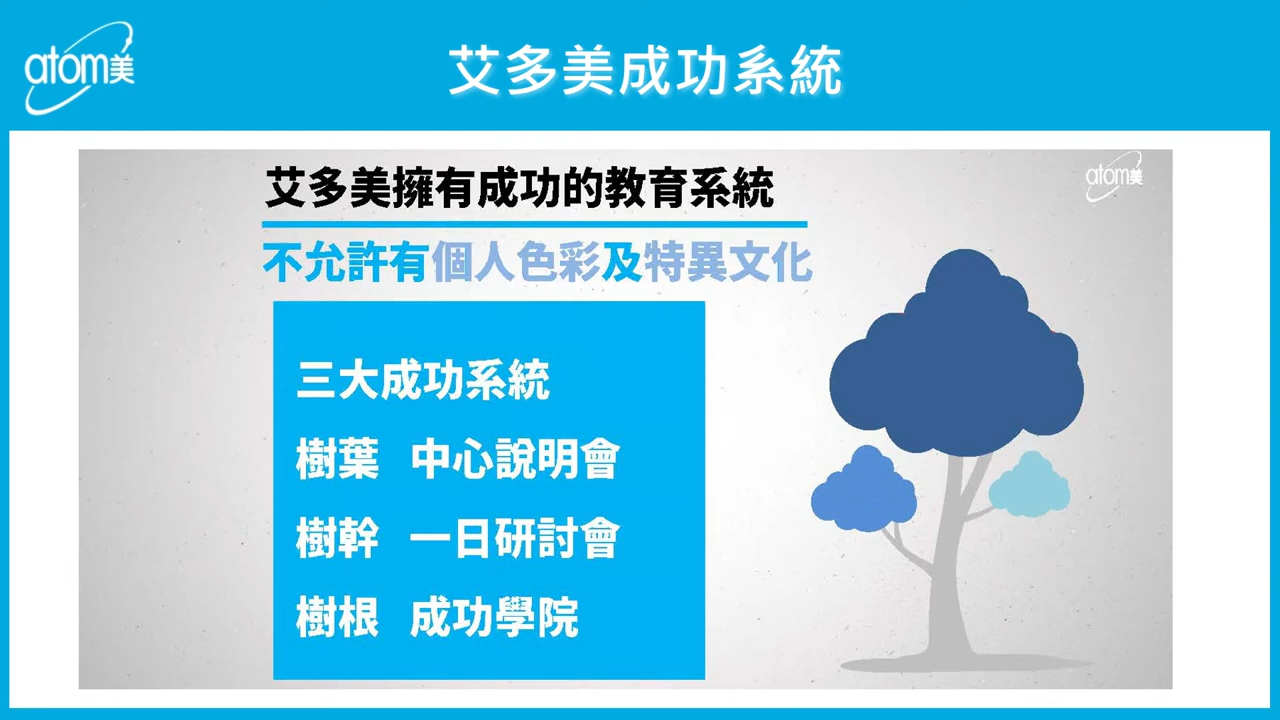 atom美
艾多美成功系統
艾多美擁有成功的教育系統
atom美
不允許有個人色彩及特異文化
三大成功系統
樹葉 中心說明會
樹幹 一日研討會
樹根 成功學院